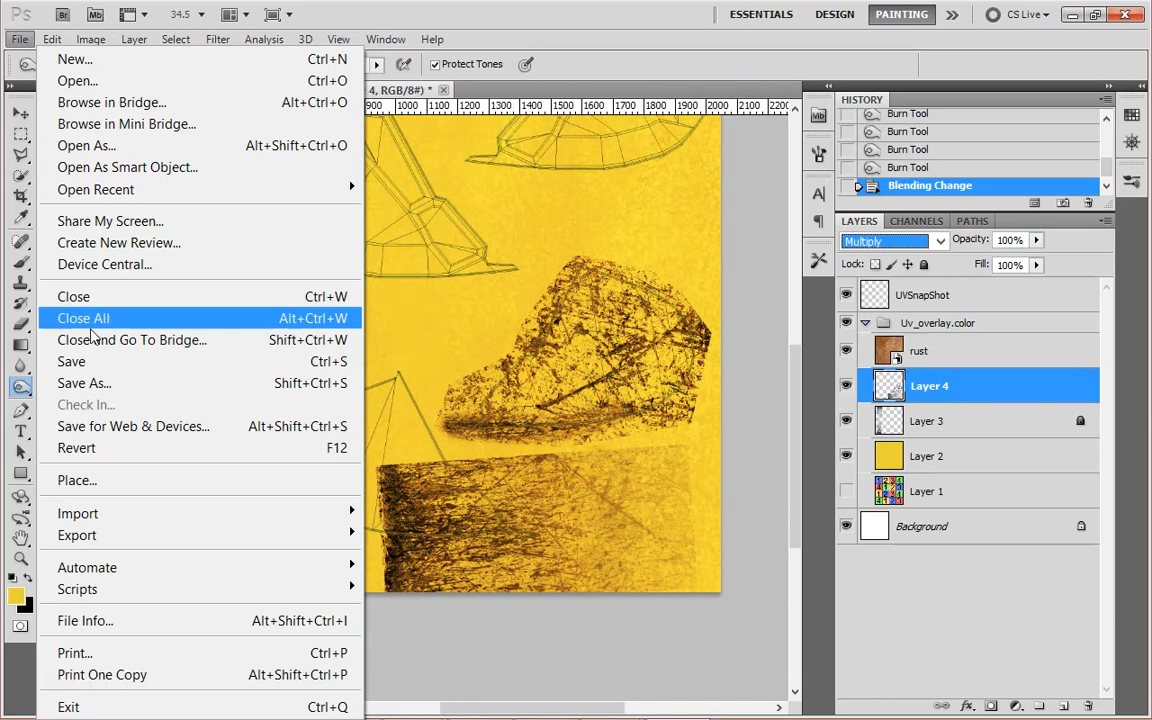 Ps Br Mb 34.5 ESSENTIALS DESIGN PAINTING CS Live
File Edit Image Layer Select Filter Analysis 3D View Window Help
Protect Tones
4, RGB/8#) *
900 1000 1100 1200 1300 1400 1500 1600 1700 1800 1900 2000 2100 2200
New... Ctrl+N
Open... Ctrl+O
Browse in Bridge... Alt+Ctrl+O
Browse in Mini Bridge...
Open As... Alt+Shift+Ctrl+O
Open As Smart Object...
Open Recent
Share My Screen...
Create New Review...
Device Central...
Close Ctrl+W
Close All Alt+Ctrl+W
Close and Go To Bridge... Shift+Ctrl+W
Save Ctrl+S
Save As... Shift+Ctrl+S
Check In...
Save for Web & Devices... Alt+Shift+Ctrl+S
Revert F12
Place...
Import
Export
Automate
Scripts
File Info... Alt+Shift+Ctrl+I
Print... Ctrl+P
Print One Copy Alt+Shift+Ctrl+P
Exit Ctrl+Q
Mb
HISTORY
Burn Tool
Burn Tool
Burn Tool
Burn Tool
Blending Change
LAYERS CHANNELS PATHS
Multiply Opacity: 100%
Lock: Fill: 100%
UVSnapShot
Uv_overlay.color
rust
Layer 4
Layer 3
Layer 2
Layer 1
Background